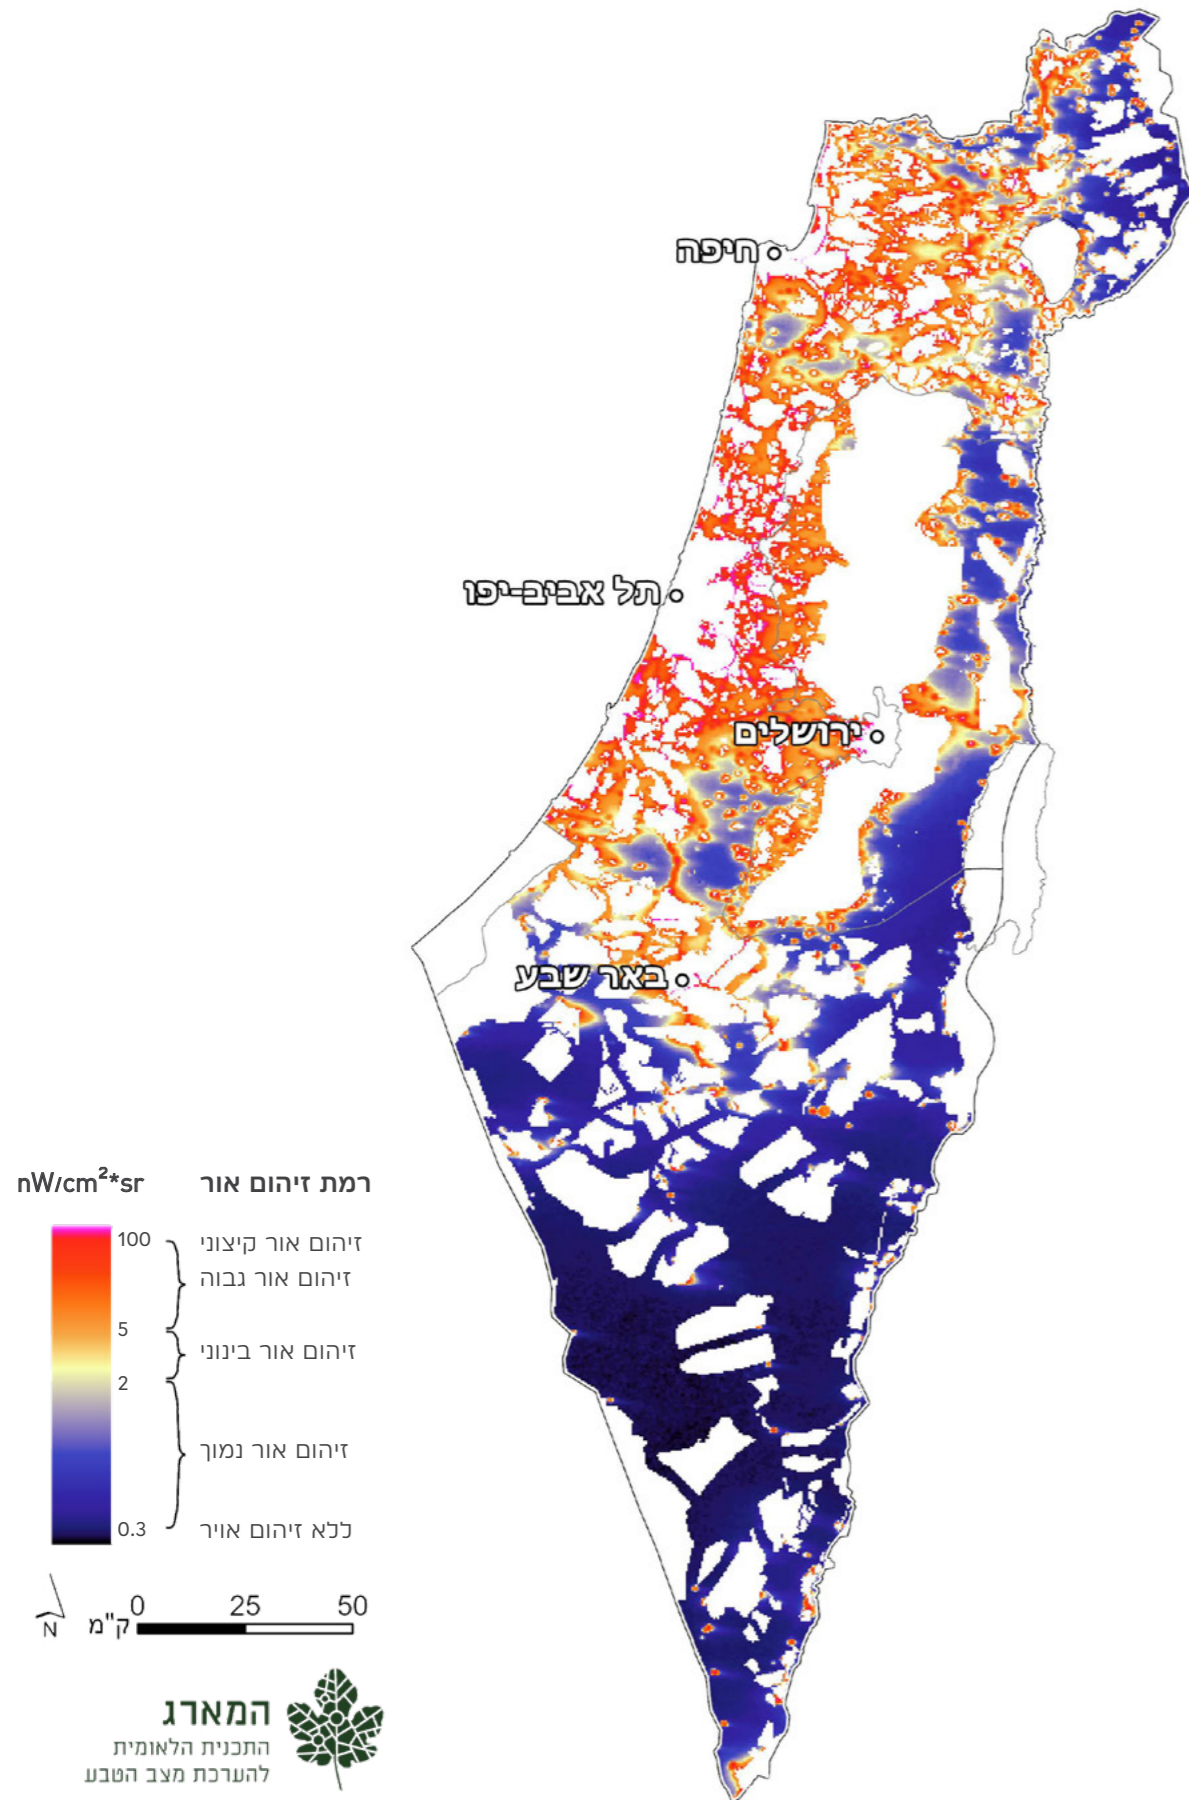 חיפה
תל אביב-יפו
ירושלים
באר שבע
רמת זיהום אור nW/cm²*sr
100 זיהום אור קיצוני
זיהום אור גבוה
5
זיהום אור בינוני
2
זיהום אור נמוך
0.3 ללא זיהום אויר
0 25 50
ק"מ
N
המארג
התכנית הלאומית
להערכת מצב הטבע